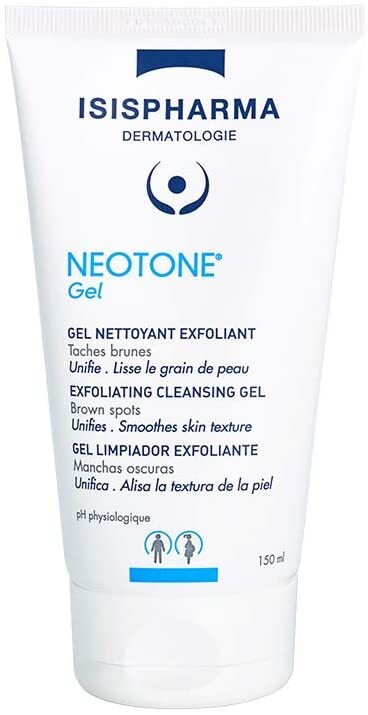 ISISPHARMA
DERMATOLOGIE
NEOTONE®
Gel
GEL NETTOYANT EXFOLIANT
Taches brunes
Unifie . Lisse le grain de peau
EXFOLIATING CLEANSING GEL
Brown spots
Unifies . Smoothes skin texture
GEL LIMPIADOR EXFOLIANTE
Manchas oscuras
Unifica . Alisa la textura de la piel
pH physiologique
150 ml